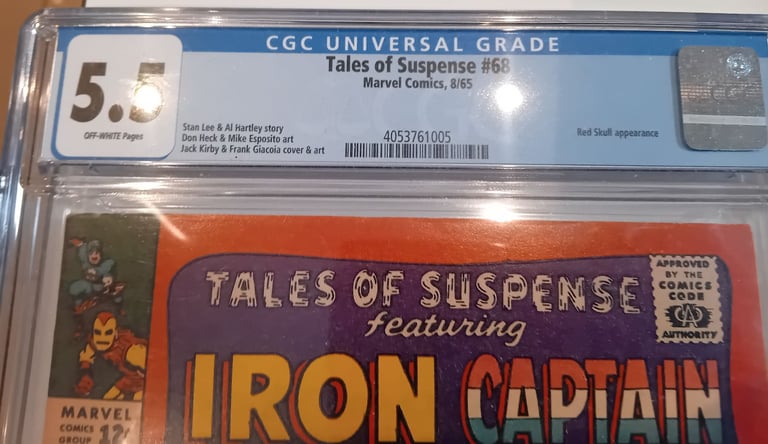 CGC UNIVERSAL GRADE
Tales of Suspense #68
Marvel Comics, 8/65
5.5
OFF-WHITE Pages
Stan Lee & Al Hartley story
Don Heck & Mike Esposito art
Jack Kirby & Frank Giacoia cover & art
4053761005
Red Skull appearance
TALES OF SUSPENSE
featuring
APPROVED
BY THE
COMICS
CODE
CA
AUTHORITY
IRON CAPTAIN
MARVEL
COMICS
GROUP 12¢